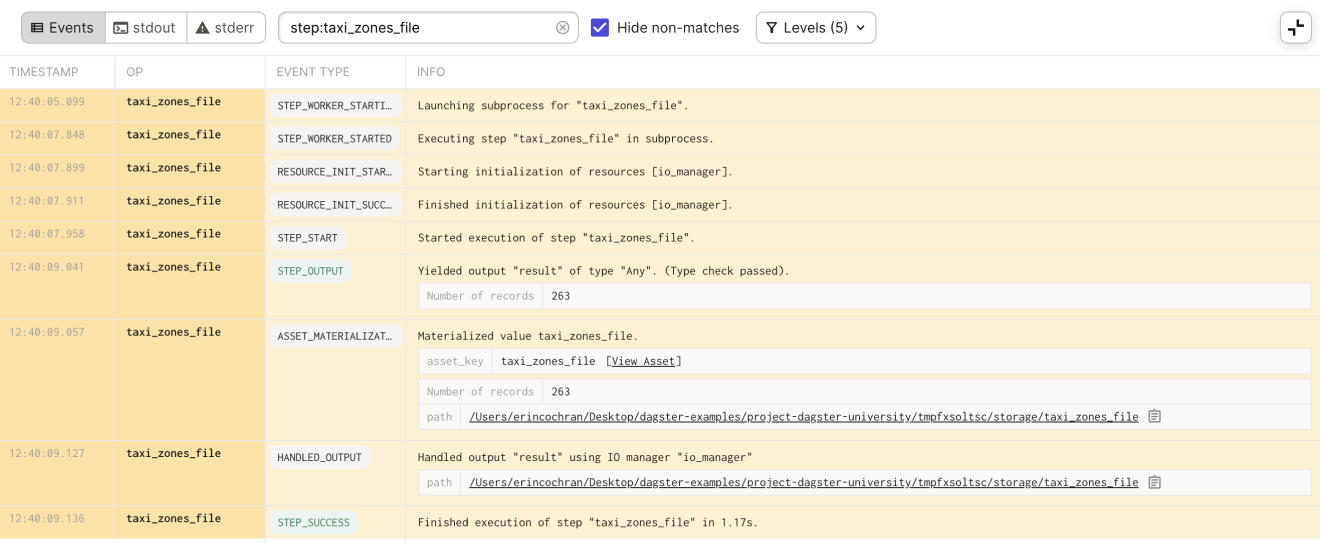 Events stdout stderr step:taxi_zones_file Hide non-matches Levels (5)
TIMESTAMP OP EVENT TYPE INFO
12:40:05.099 taxi_zones_file STEP_WORKER_STARTI… Launching subprocess for "taxi_zones_file".
12:40:07.848 taxi_zones_file STEP_WORKER_STARTED Executing step "taxi_zones_file" in subprocess.
12:40:07.899 taxi_zones_file RESOURCE_INIT_STAR… Starting initialization of resources [io_manager].
12:40:07.911 taxi_zones_file RESOURCE_INIT_SUCC… Finished initialization of resources [io_manager].
12:40:07.958 taxi_zones_file STEP_START Started execution of step "taxi_zones_file".
12:40:09.041 taxi_zones_file STEP_OUTPUT Yielded output "result" of type "Any". (Type check passed).
Number of records 263
12:40:09.057 taxi_zones_file ASSET_MATERIALIZAT… Materialized value taxi_zones_file.
asset_key taxi_zones_file [View Asset]
Number of records 263
path /Users/erincochran/Desktop/dagster-examples/project-dagster-university/tmpfxsoltsc/storage/taxi_zones_file
12:40:09.127 taxi_zones_file HANDLED_OUTPUT Handled output "result" using IO manager "io_manager"
path /Users/erincochran/Desktop/dagster-examples/project-dagster-university/tmpfxsoltsc/storage/taxi_zones_file
12:40:09.136 taxi_zones_file STEP_SUCCESS Finished execution of step "taxi_zones_file" in 1.17s.